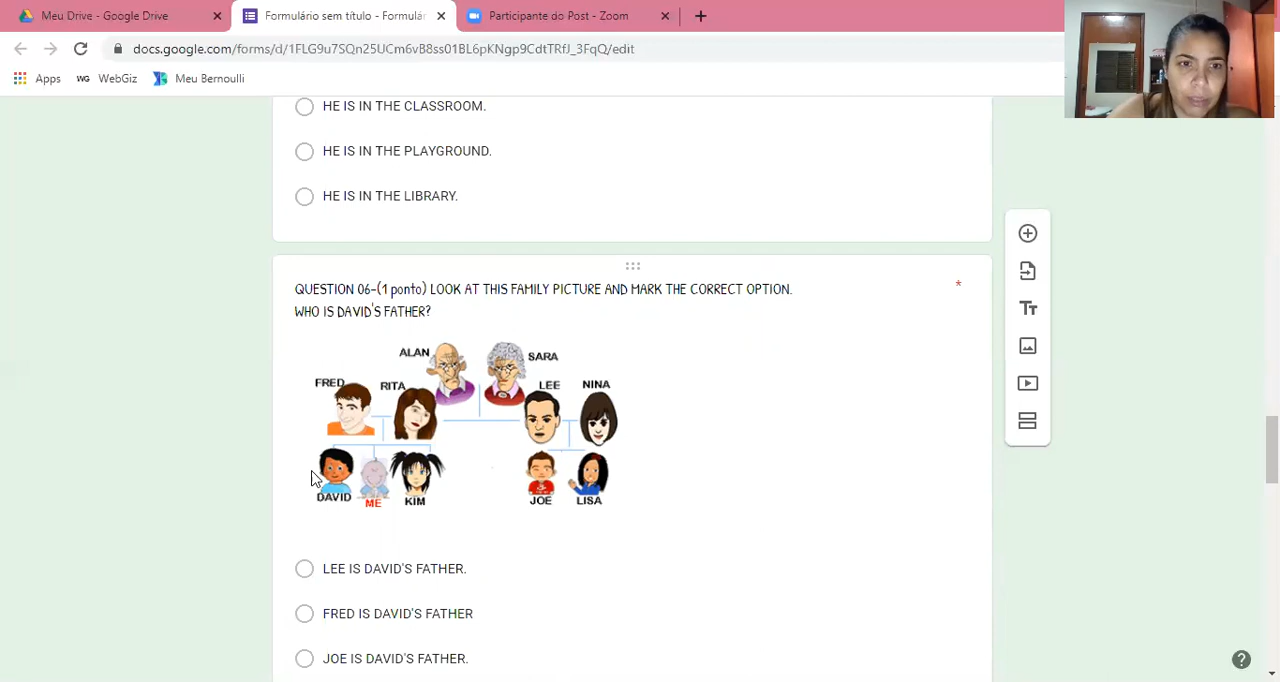 Meu Drive - Google Drive
Formulário sem título - Formulár
Participante do Post - Zoom
docs.google.com/forms/d/1FLG9u7SQn25UCm6vB8ss01BL6pKNgp9CdtTRfJ_3FqQ/edit
Apps
WG WebGiz
Meu Bernoulli
HE IS IN THE CLASSROOM.
HE IS IN THE PLAYGROUND.
HE IS IN THE LIBRARY.
QUESTION 06-(1 ponto) LOOK AT THIS FAMILY PICTURE AND MARK THE CORRECT OPTION. *
WHO IS DAVID'S FATHER?
ALAN SARA
FRED RITA LEE NINA
DAVID ME KIM JOE LISA
LEE IS DAVID'S FATHER.
FRED IS DAVID'S FATHER
JOE IS DAVID'S FATHER.